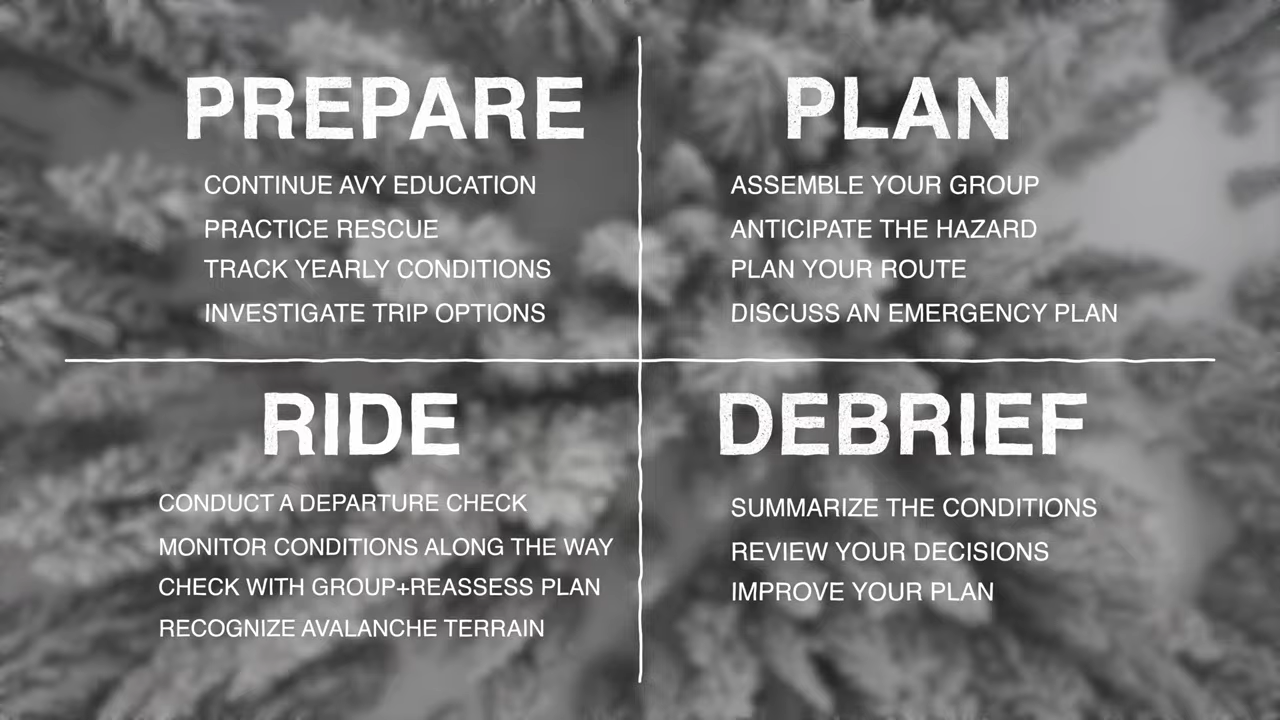 PREPARE
CONTINUE AVY EDUCATION
PRACTICE RESCUE
TRACK YEARLY CONDITIONS
INVESTIGATE TRIP OPTIONS
PLAN
ASSEMBLE YOUR GROUP
ANTICIPATE THE HAZARD
PLAN YOUR ROUTE
DISCUSS AN EMERGENCY PLAN
RIDE
CONDUCT A DEPARTURE CHECK
MONITOR CONDITIONS ALONG THE WAY
CHECK WITH GROUP+REASSESS PLAN
RECOGNIZE AVALANCHE TERRAIN
DEBRIEF
SUMMARIZE THE CONDITIONS
REVIEW YOUR DECISIONS
IMPROVE YOUR PLAN